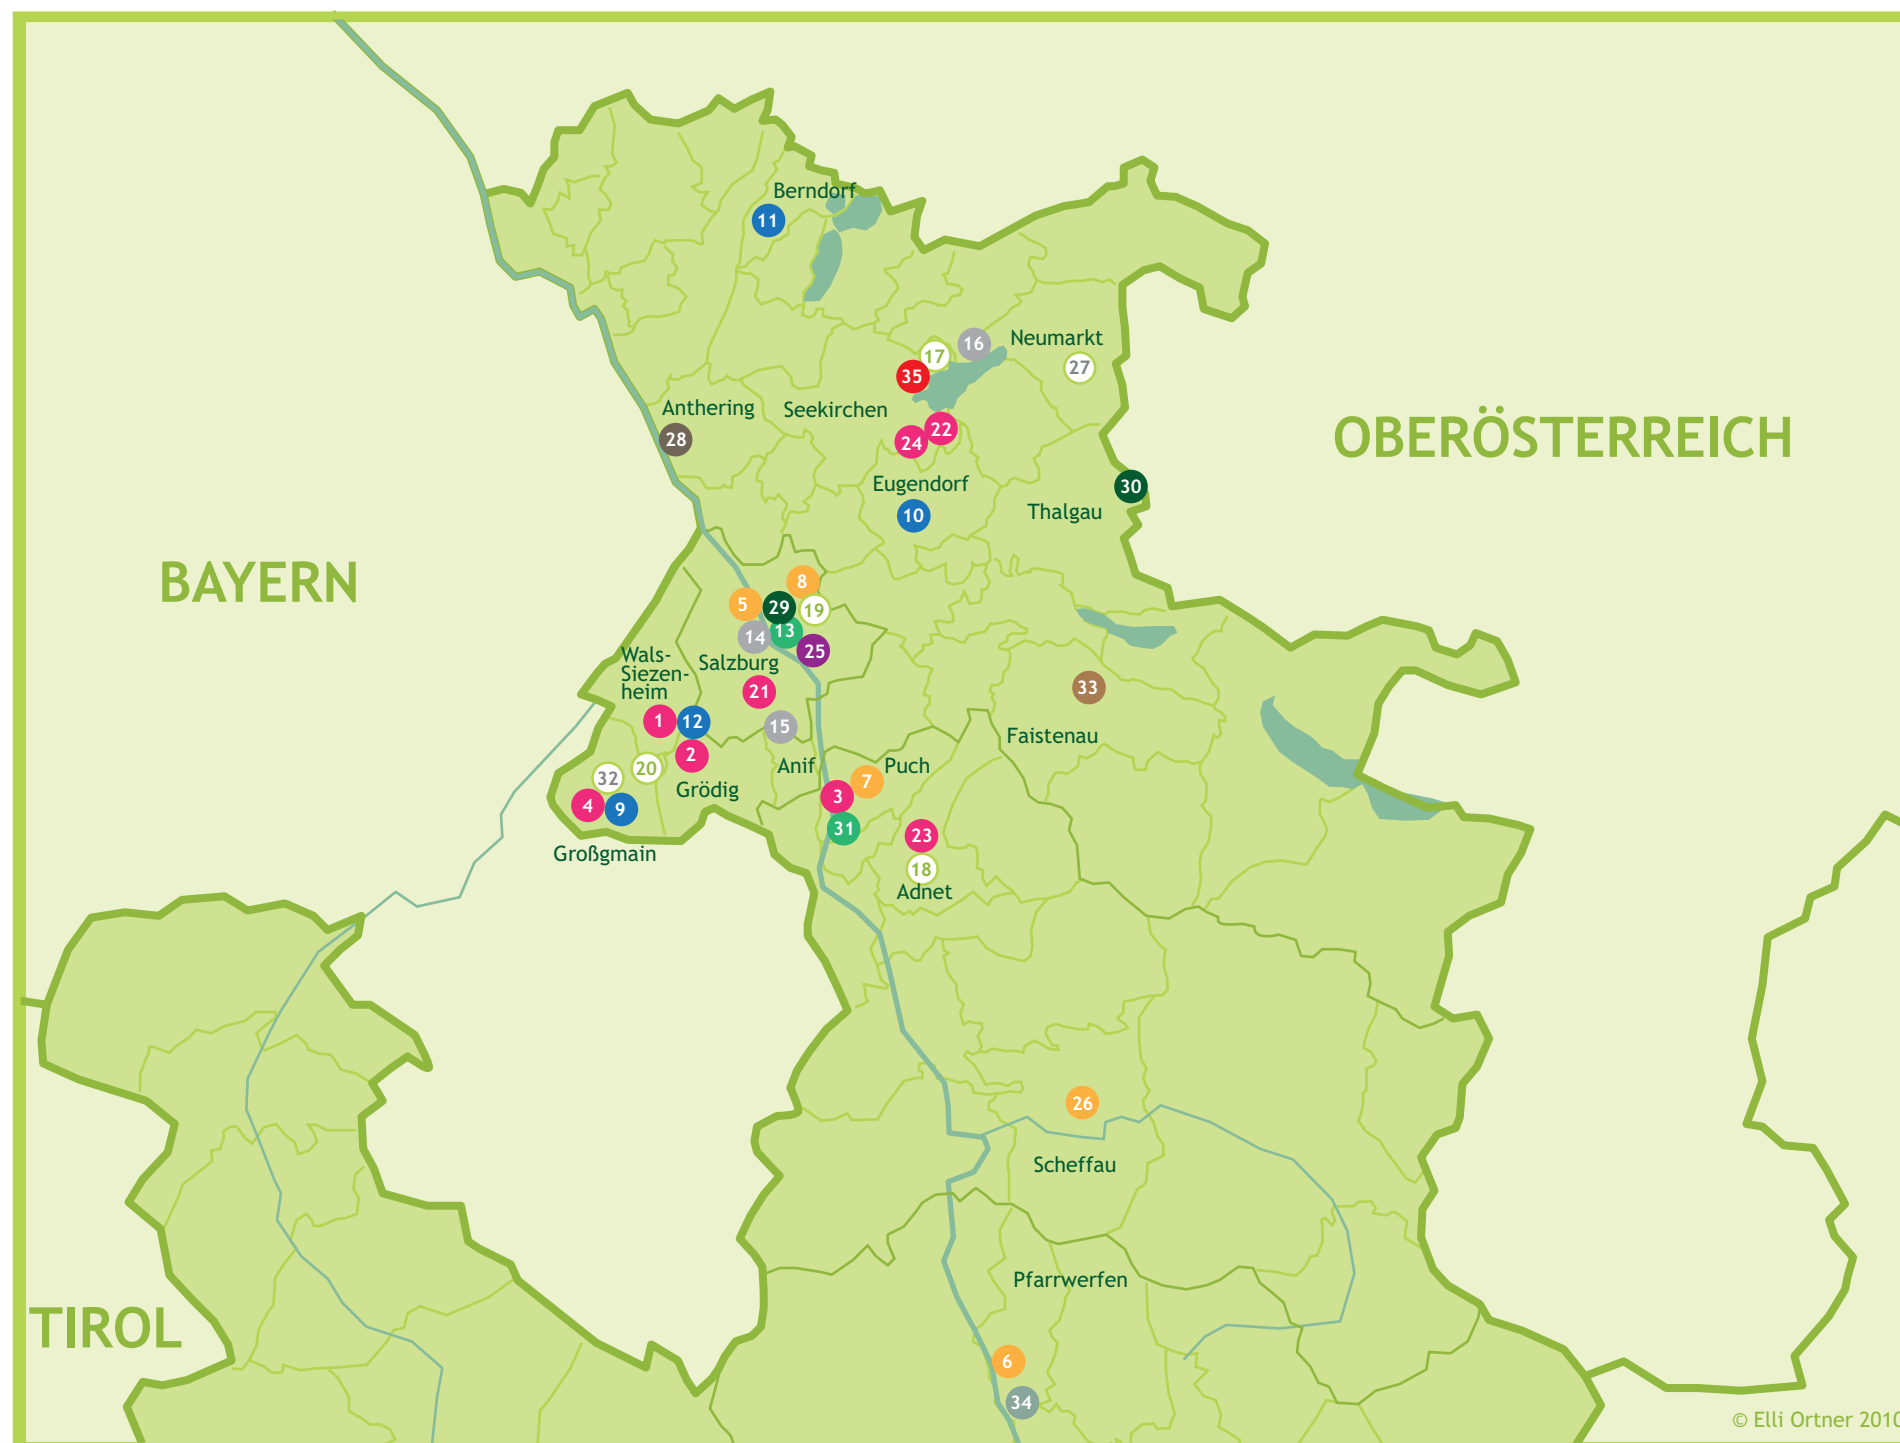 Berndorf
11
Neumarkt
16
17
27
35
Anthering
Seekirchen
28
22
24
OBERÖSTERREICH
Eugendorf
30
10
Thalgau
BAYERN
8
5
29
19
13
14
25
Wals-
Siezen-
heim
Salzburg
21
33
1
12
15
Faistenau
2
20
32
Grödig
Anif
Puch
7
3
4
9
31
23
Großgmain
18
Adnet
26
Scheffau
Pfarrwerfen
TIROL
6
34
© Elli Ortner 2010